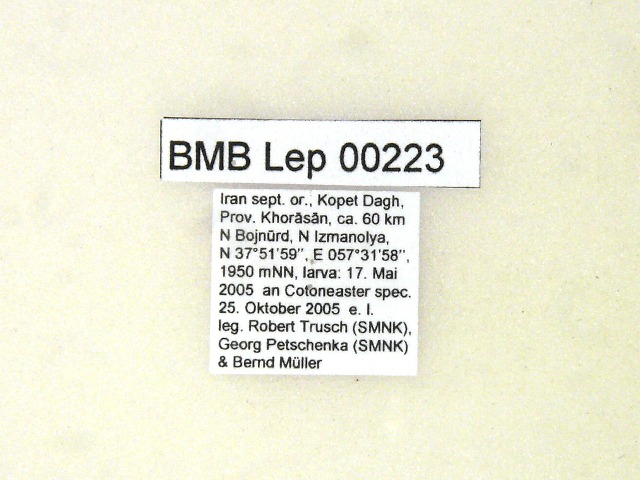 BMB Lep 00223
Iran sept. or., Kopet Dagh,
Prov. Khorāsān, ca. 60 km
N Bojnūrd, N Izmanolya,
N 37°51'59", E 057°31'58",
1950 mNN, larva: 17. Mai
2005 an Cotoneaster spec.
25. Oktober 2005 e. l.
leg. Robert Trusch (SMNK),
Georg Petschenka (SMNK)
& Bernd Müller